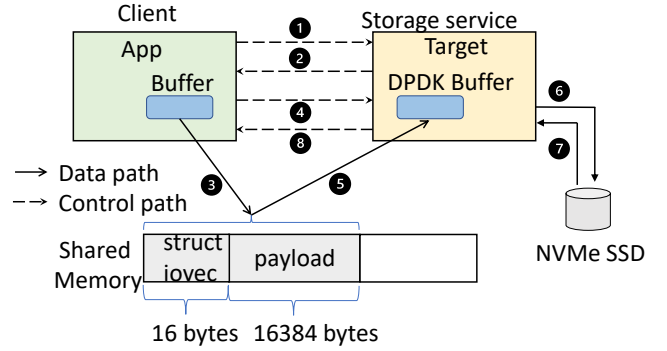 Client
Storage service
1
App
Target
2
Buffer
DPDK Buffer
6
4
8
7
Data path
3
5
Control path
NVMe SSD
Shared
Memory
struct
iovec
payload
16 bytes
16384 bytes